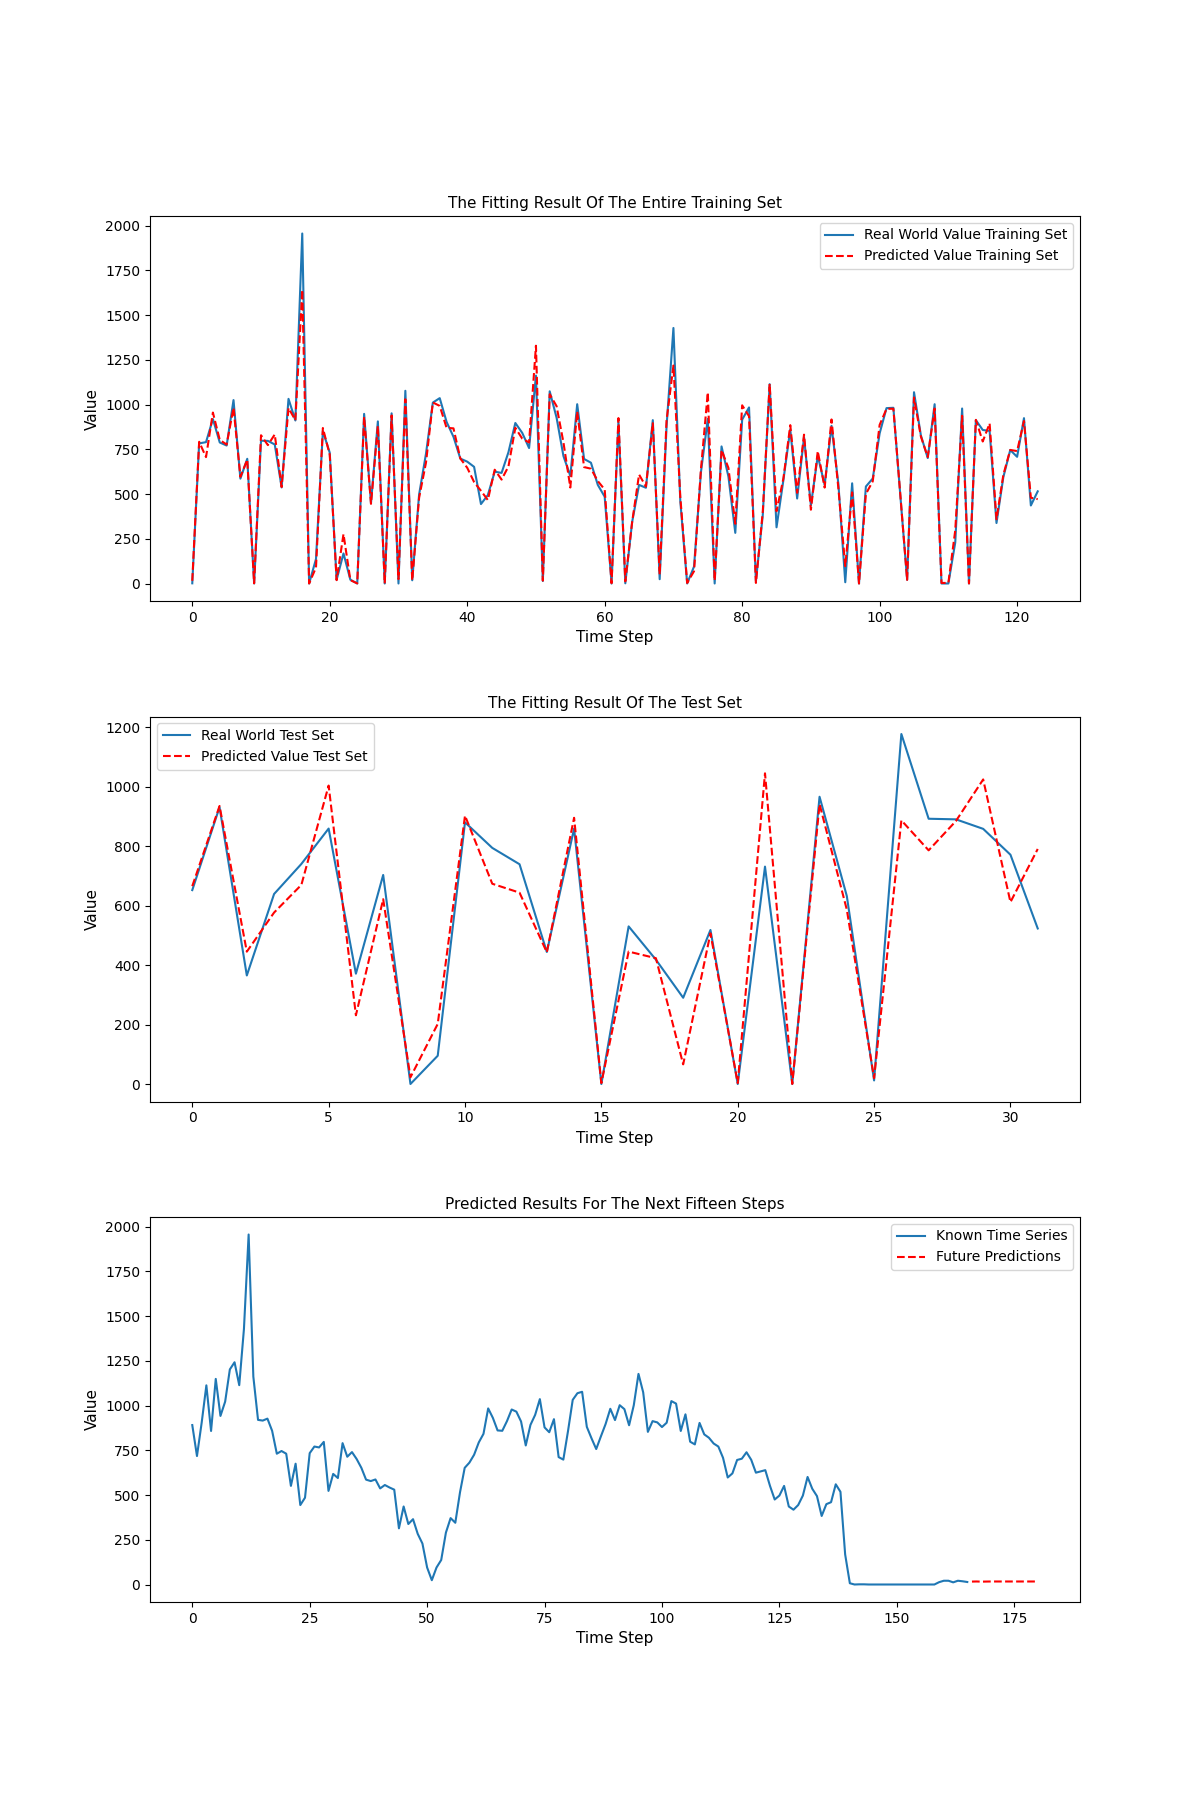 The Fitting Result Of The Entire Training Set
2000
1750
1500
1250
1000
750
500
250
0
Value
Real World Value Training Set
Predicted Value Training Set
0 20 40 60 80 100 120
Time Step
The Fitting Result Of The Test Set
1200
1000
800
600
400
200
0
Value
Real World Test Set
Predicted Value Test Set
0 5 10 15 20 25 30
Time Step
Predicted Results For The Next Fifteen Steps
2000
1750
1500
1250
1000
750
500
250
0
Value
Known Time Series
Future Predictions
0 25 50 75 100 125 150 175
Time Step